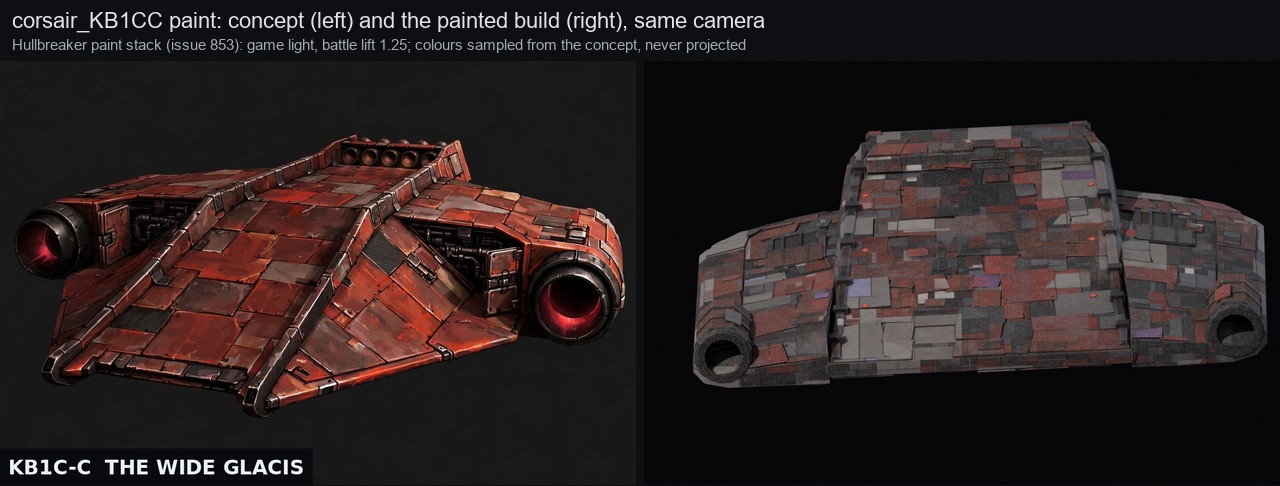 corsair_KB1CC paint: concept (left) and the painted build (right), same camera
Hullbreaker paint stack (issue 853): game light, battle lift 1.25; colours sampled from the concept, never projected
KB1C-C THE WIDE GLACIS